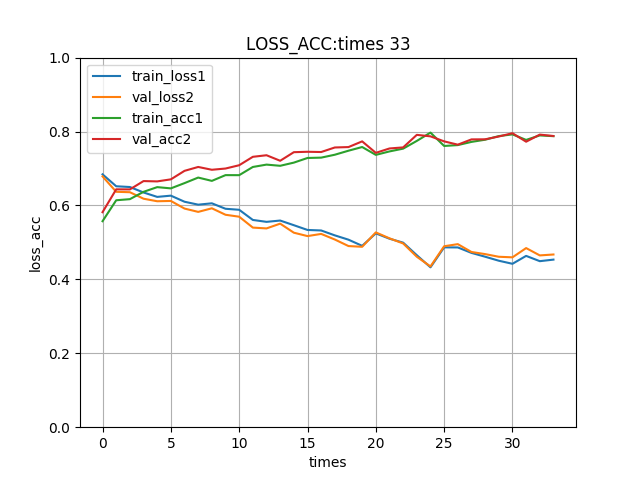 LOSS_ACC:times 33
train_loss1
val_loss2
train_acc1
val_acc2
1.0
0.8
0.6
0.4
0.2
0.0
loss_acc
0 5 10 15 20 25 30
times